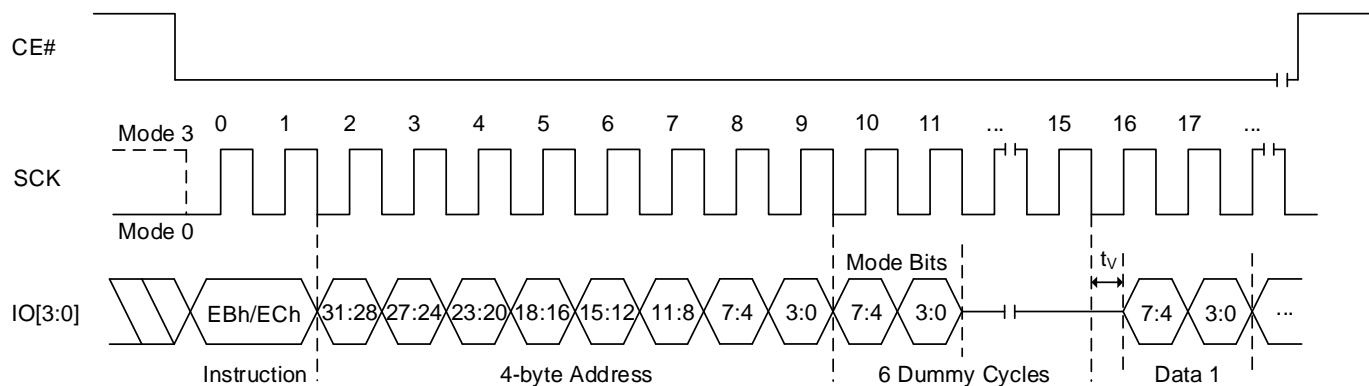 CE#
0 1 2 3 4 5 6 7 8 9 10 11 ... 15 16 17 ...
Mode 3
SCK
Mode 0
Mode Bits tV
IO[3:0] EBh/ECh 31:28 27:24 23:20 18:16 15:12 11:8 7:4 3:0 7:4 3:0 7:4 3:0 ...
Instruction 4-byte Address 6 Dummy Cycles Data 1